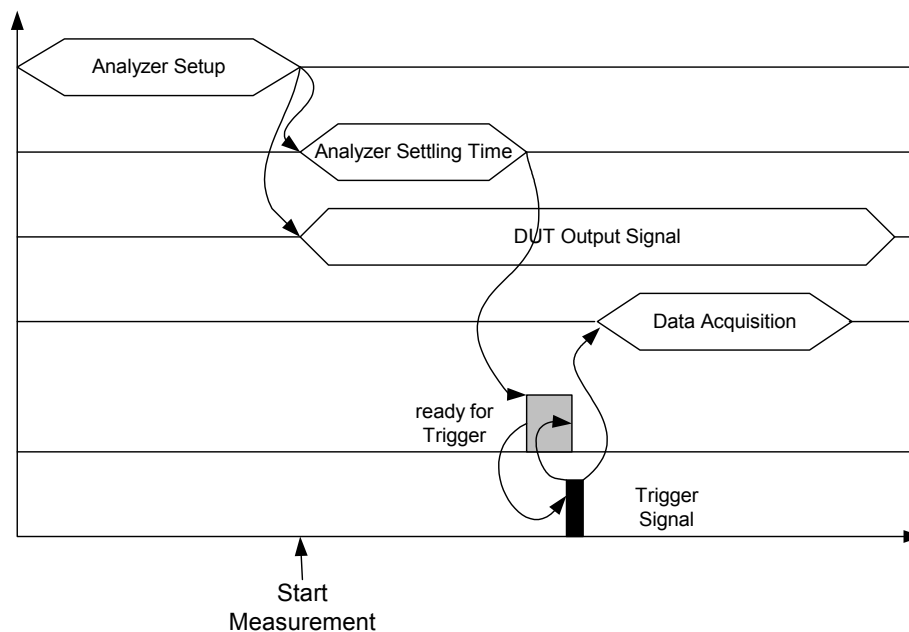 Analyzer Setup
Analyzer Settling Time
DUT Output Signal
Data Acquisition
ready for
Trigger
Trigger
Signal
Start
Measurement